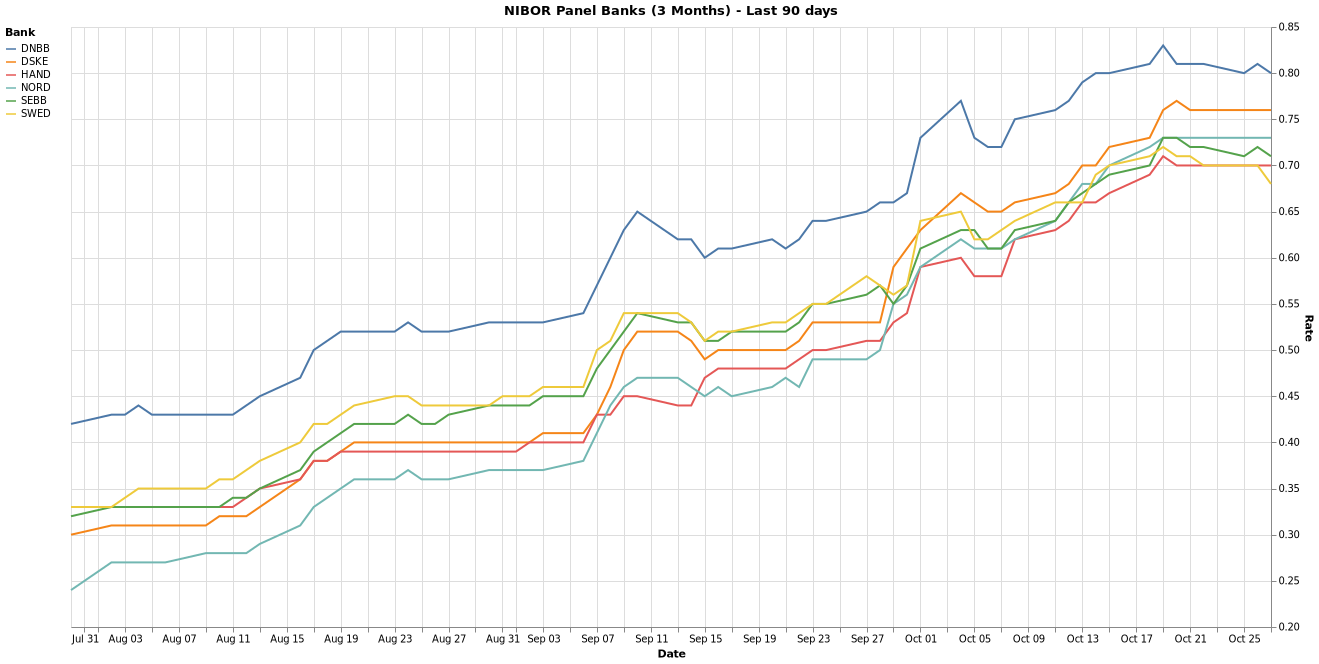 NIBOR Panel Banks (3 Months) - Last 90 days
Bank
DNBB
DSKE
HAND
NORD
SEBB
SWED
0.85
0.80
0.75
0.70
0.65
0.60
0.55
0.50
0.45
0.40
0.35
0.30
0.25
0.20
Rate
Jul 31 Aug 03 Aug 07 Aug 11 Aug 15 Aug 19 Aug 23 Aug 27 Aug 31 Sep 03 Sep 07 Sep 11 Sep 15 Sep 19 Sep 23 Sep 27 Oct 01 Oct 05 Oct 09 Oct 13 Oct 17 Oct 21 Oct 25
Date